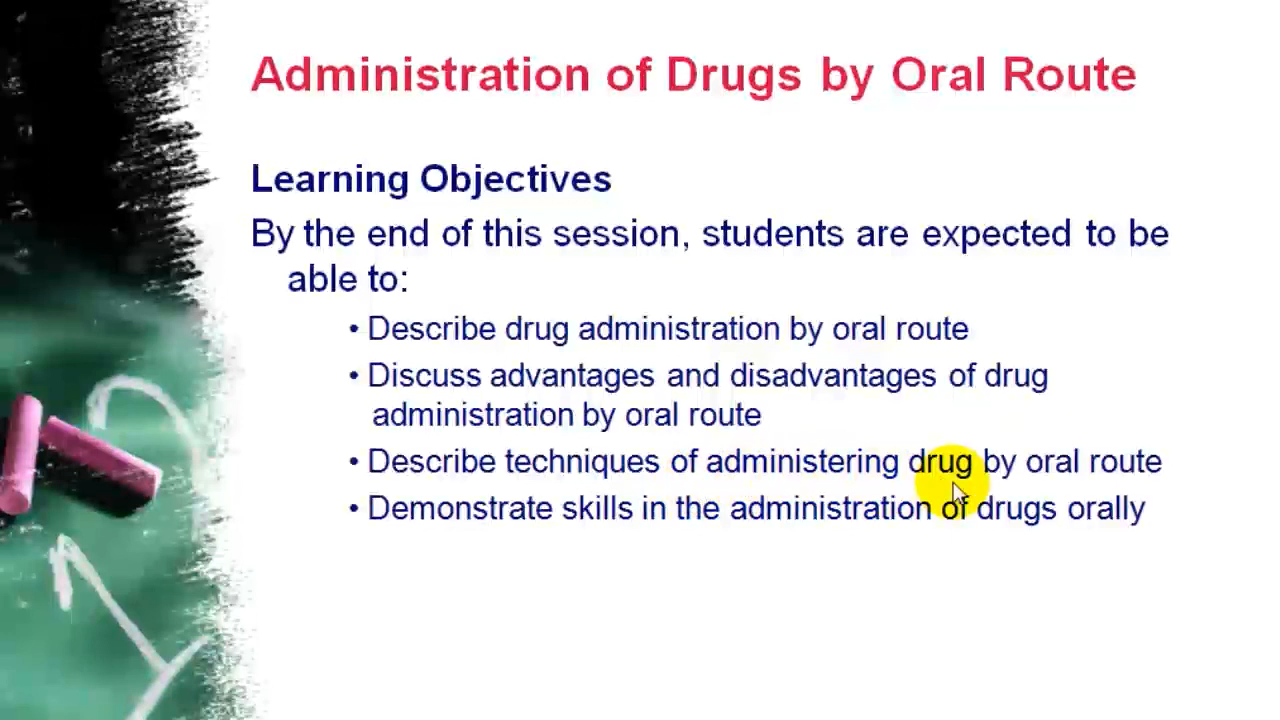 Administration of Drugs by Oral Route
Learning Objectives
By the end of this session, students are expected to be
able to:
• Describe drug administration by oral route
• Discuss advantages and disadvantages of drug
administration by oral route
• Describe techniques of administering drug by oral route
• Demonstrate skills in the administration of drugs orally